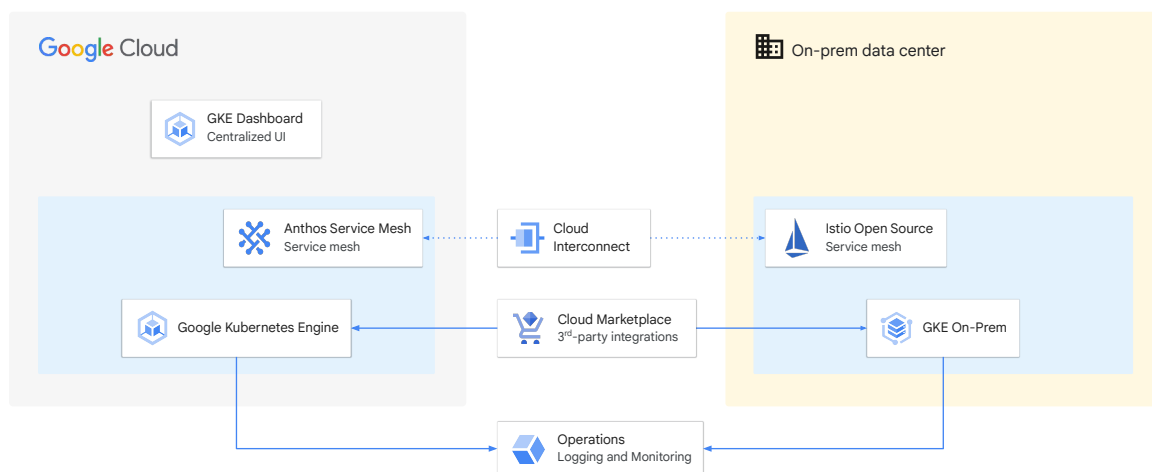 Google Cloud
On-prem data center
GKE Dashboard
Centralized UI
Anthos Service Mesh
Service mesh
Cloud
Interconnect
Istio Open Source
Service mesh
Google Kubernetes Engine
Cloud Marketplace
3rd-party integrations
GKE On-Prem
Operations
Logging and Monitoring